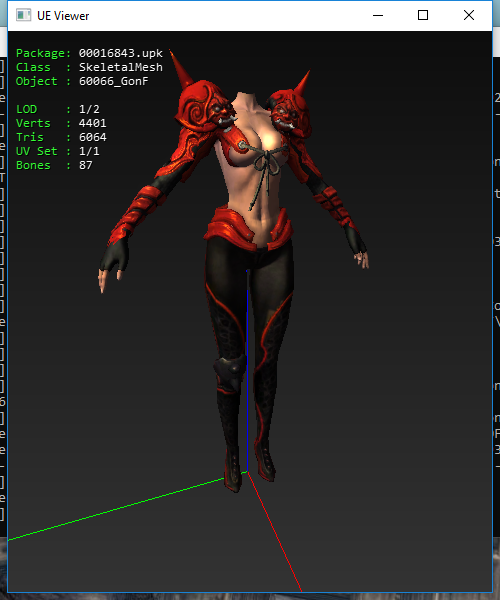 UE Viewer
Package: 00016843.upk
Class : SkeletalMesh
Object : 60066_GonF
LOD : 1/2
Verts : 4401
Tris : 6064
UV Set : 1/1
Bones : 87